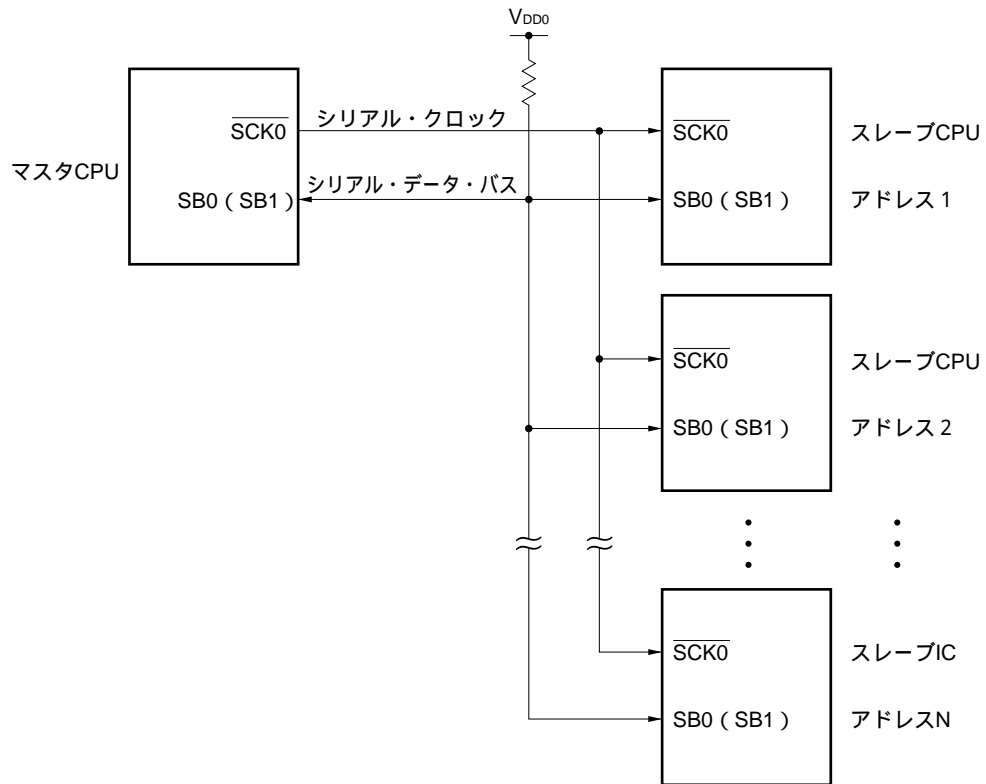 VDD0
マスタCPU
SCK0
SB0 ( SB1 )
シリアル・クロック
シリアル・データ・バス
SCK0
SB0 ( SB1 )
スレーブCPU
アドレス1
SCK0
SB0 ( SB1 )
スレーブCPU
アドレス2
SCK0
SB0 ( SB1 )
スレーブIC
アドレスN